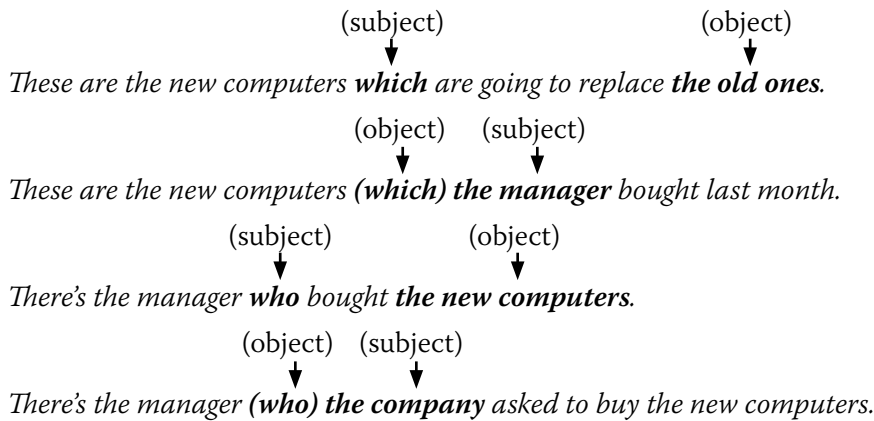 (subject) (object)
These are the new computers which are going to replace the old ones.
(object) (subject)
These are the new computers (which) the manager bought last month.
(subject) (object)
There's the manager who bought the new computers.
(object) (subject)
There's the manager (who) the company asked to buy the new computers.